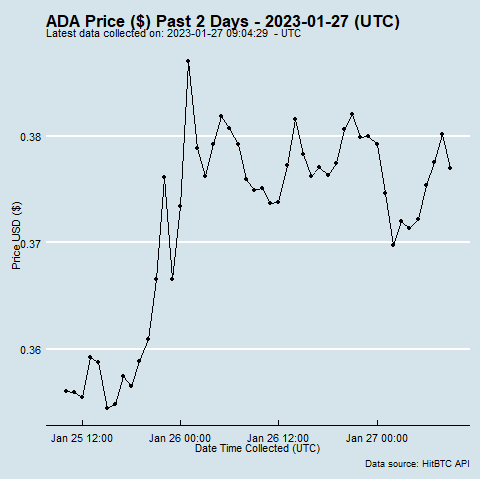 ADA Price ($) Past 2 Days - 2023-01-27 (UTC)
Latest data collected on: 2023-01-27 09:04:29 - UTC
Price USD ($)
0.38
0.37
0.36
Jan 25 12:00
Jan 26 00:00
Jan 26 12:00
Jan 27 00:00
Date Time Collected (UTC)
Data source: HitBTC API